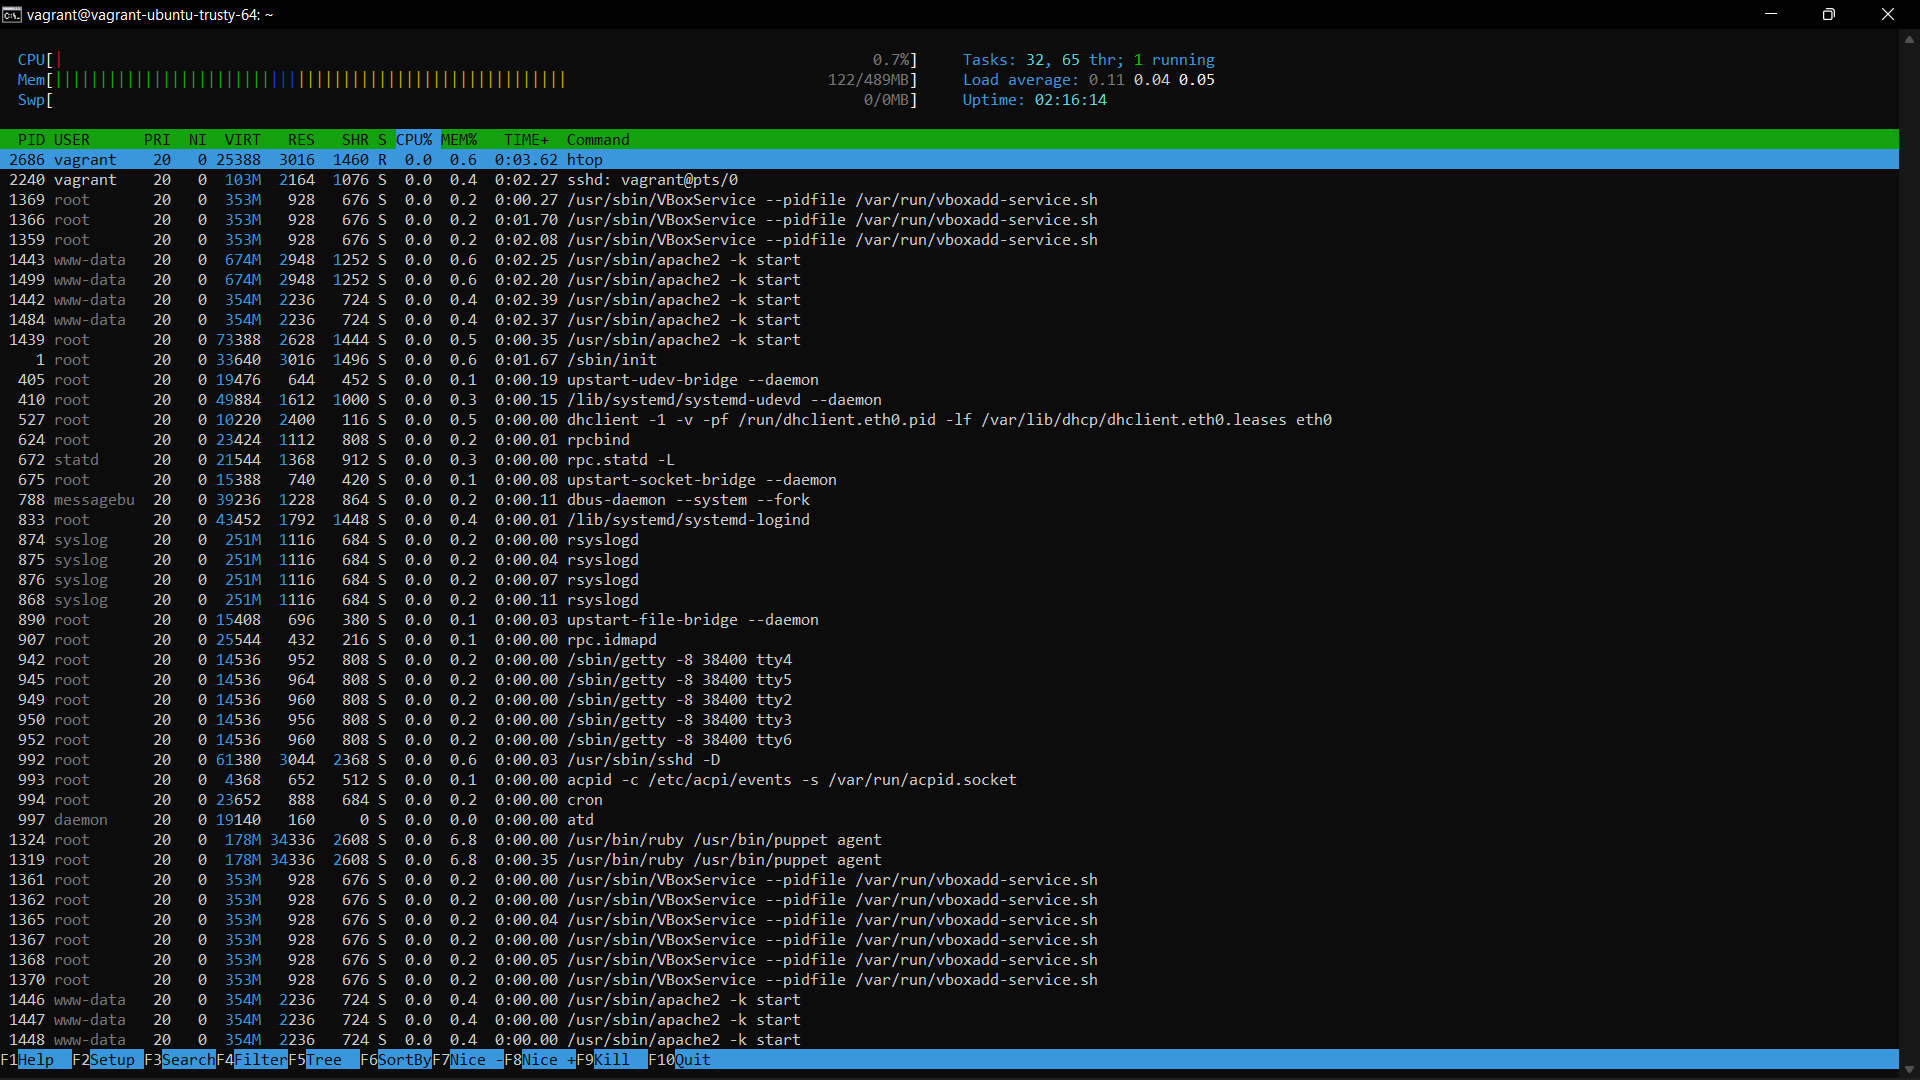 vagrant@vagrant-ubuntu-trusty-64: ~
CPU[| 0.7%] Tasks: 32, 65 thr; 1 running
Mem[||||||||||||||||||||||||||||||||||||||||||||||||||||||||| 122/489MB] Load average: 0.11 0.04 0.05
Swp[ 0/0MB] Uptime: 02:16:14
PID USER PRI NI VIRT RES SHR S CPU% MEM% TIME+ Command
2686 vagrant 20 0 25388 3016 1460 R 0.0 0.6 0:03.62 htop
2240 vagrant 20 0 103M 2164 1076 S 0.0 0.4 0:02.27 sshd: vagrant@pts/0
1369 root 20 0 353M 928 676 S 0.0 0.2 0:00.27 /usr/sbin/VBoxService --pidfile /var/run/vboxadd-service.sh
1366 root 20 0 353M 928 676 S 0.0 0.2 0:01.70 /usr/sbin/VBoxService --pidfile /var/run/vboxadd-service.sh
1359 root 20 0 353M 928 676 S 0.0 0.2 0:02.08 /usr/sbin/VBoxService --pidfile /var/run/vboxadd-service.sh
1443 www-data 20 0 674M 2948 1252 S 0.0 0.6 0:02.25 /usr/sbin/apache2 -k start
1499 www-data 20 0 674M 2948 1252 S 0.0 0.6 0:02.20 /usr/sbin/apache2 -k start
1442 www-data 20 0 354M 2236 724 S 0.0 0.4 0:02.39 /usr/sbin/apache2 -k start
1484 www-data 20 0 354M 2236 724 S 0.0 0.4 0:02.37 /usr/sbin/apache2 -k start
1439 root 20 0 73388 2628 1444 S 0.0 0.5 0:00.35 /usr/sbin/apache2 -k start
1 root 20 0 33640 3016 1496 S 0.0 0.6 0:01.67 /sbin/init
405 root 20 0 19476 644 452 S 0.0 0.1 0:00.19 upstart-udev-bridge --daemon
410 root 20 0 49884 1612 1000 S 0.0 0.3 0:00.15 /lib/systemd/systemd-udevd --daemon
527 root 20 0 10220 2400 116 S 0.0 0.5 0:00.00 dhclient -1 -v -pf /run/dhclient.eth0.pid -lf /var/lib/dhcp/dhclient.eth0.leases eth0
624 root 20 0 23424 1112 808 S 0.0 0.2 0:00.01 rpcbind
672 statd 20 0 21544 1368 912 S 0.0 0.3 0:00.00 rpc.statd -L
675 root 20 0 15388 740 420 S 0.0 0.1 0:00.08 upstart-socket-bridge --daemon
788 messagebu 20 0 39236 1228 864 S 0.0 0.2 0:00.11 dbus-daemon --system --fork
833 root 20 0 43452 1792 1448 S 0.0 0.4 0:00.01 /lib/systemd/systemd-logind
874 syslog 20 0 251M 1116 684 S 0.0 0.2 0:00.00 rsyslogd
875 syslog 20 0 251M 1116 684 S 0.0 0.2 0:00.04 rsyslogd
876 syslog 20 0 251M 1116 684 S 0.0 0.2 0:00.07 rsyslogd
868 syslog 20 0 251M 1116 684 S 0.0 0.2 0:00.11 rsyslogd
890 root 20 0 15408 696 380 S 0.0 0.1 0:00.03 upstart-file-bridge --daemon
907 root 20 0 25544 432 216 S 0.0 0.1 0:00.00 rpc.idmapd
942 root 20 0 14536 952 808 S 0.0 0.2 0:00.00 /sbin/getty -8 38400 tty4
945 root 20 0 14536 964 808 S 0.0 0.2 0:00.00 /sbin/getty -8 38400 tty5
949 root 20 0 14536 960 808 S 0.0 0.2 0:00.00 /sbin/getty -8 38400 tty2
950 root 20 0 14536 956 808 S 0.0 0.2 0:00.00 /sbin/getty -8 38400 tty3
952 root 20 0 14536 960 808 S 0.0 0.2 0:00.00 /sbin/getty -8 38400 tty6
992 root 20 0 61380 3044 2368 S 0.0 0.6 0:00.03 /usr/sbin/sshd -D
993 root 20 0 4368 652 512 S 0.0 0.1 0:00.00 acpid -c /etc/acpi/events -s /var/run/acpid.socket
994 root 20 0 23652 888 684 S 0.0 0.2 0:00.00 cron
997 daemon 20 0 19140 160 0 S 0.0 0.0 0:00.00 atd
1324 root 20 0 178M 34336 2608 S 0.0 6.8 0:00.00 /usr/bin/ruby /usr/bin/puppet agent
1319 root 20 0 178M 34336 2608 S 0.0 6.8 0:00.35 /usr/bin/ruby /usr/bin/puppet agent
1361 root 20 0 353M 928 676 S 0.0 0.2 0:00.00 /usr/sbin/VBoxService --pidfile /var/run/vboxadd-service.sh
1362 root 20 0 353M 928 676 S 0.0 0.2 0:00.00 /usr/sbin/VBoxService --pidfile /var/run/vboxadd-service.sh
1365 root 20 0 353M 928 676 S 0.0 0.2 0:00.04 /usr/sbin/VBoxService --pidfile /var/run/vboxadd-service.sh
1367 root 20 0 353M 928 676 S 0.0 0.2 0:00.00 /usr/sbin/VBoxService --pidfile /var/run/vboxadd-service.sh
1368 root 20 0 353M 928 676 S 0.0 0.2 0:00.05 /usr/sbin/VBoxService --pidfile /var/run/vboxadd-service.sh
1370 root 20 0 353M 928 676 S 0.0 0.2 0:00.00 /usr/sbin/VBoxService --pidfile /var/run/vboxadd-service.sh
1446 www-data 20 0 354M 2236 724 S 0.0 0.4 0:00.00 /usr/sbin/apache2 -k start
1447 www-data 20 0 354M 2236 724 S 0.0 0.4 0:00.00 /usr/sbin/apache2 -k start
1448 www-data 20 0 354M 2236 724 S 0.0 0.4 0:00.00 /usr/sbin/apache2 -k start
F1Help F2Setup F3SearchF4FilterF5Tree F6SortByF7Nice -F8Nice +F9Kill F10Quit